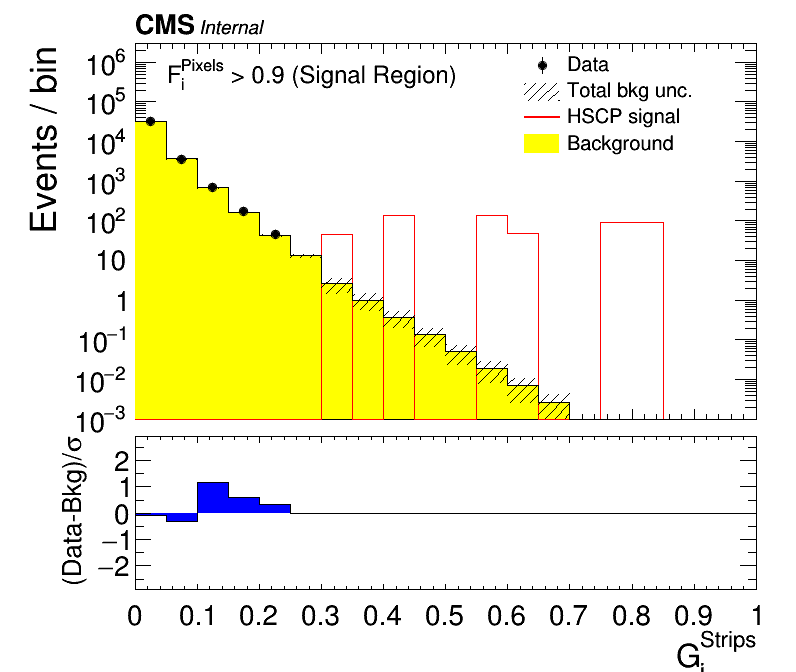 CMS Internal
Events / bin
F_i^Pixels > 0.9 (Signal Region)
Data
Total bkg unc.
HSCP signal
Background
10^6
10^5
10^4
10^3
10^2
10
1
10^−1
10^−2
10^−3
(Data-Bkg)/σ
2
1
0
−1
−2
0 0.1 0.2 0.3 0.4 0.5 0.6 0.7 0.8 0.9 1
G_i^Strips